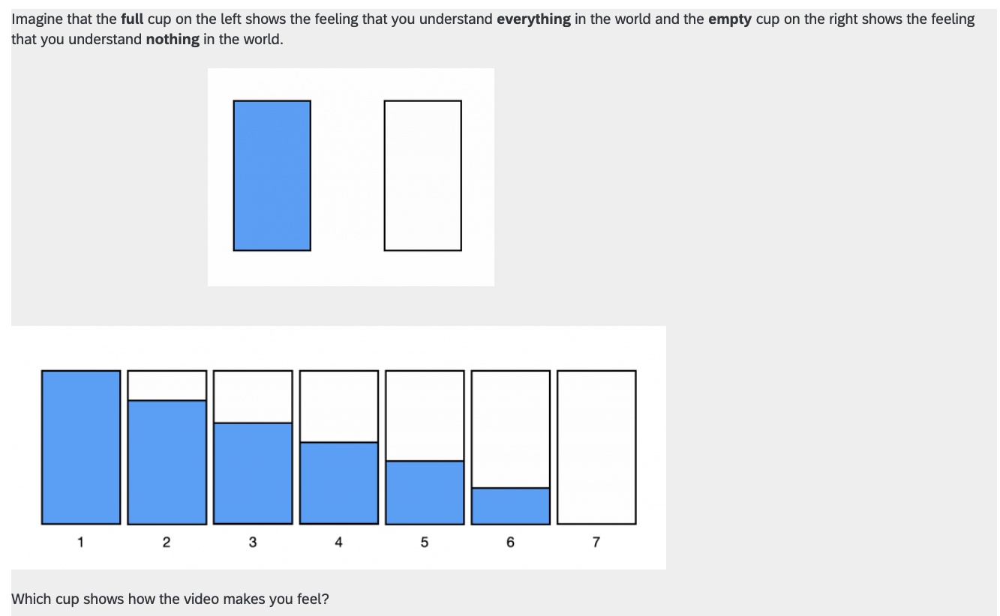 Imagine that the full cup on the left shows the feeling that you understand everything in the world and the empty cup on the right shows the feeling
that you understand nothing in the world.
1 2 3 4 5 6 7
Which cup shows how the video makes you feel?